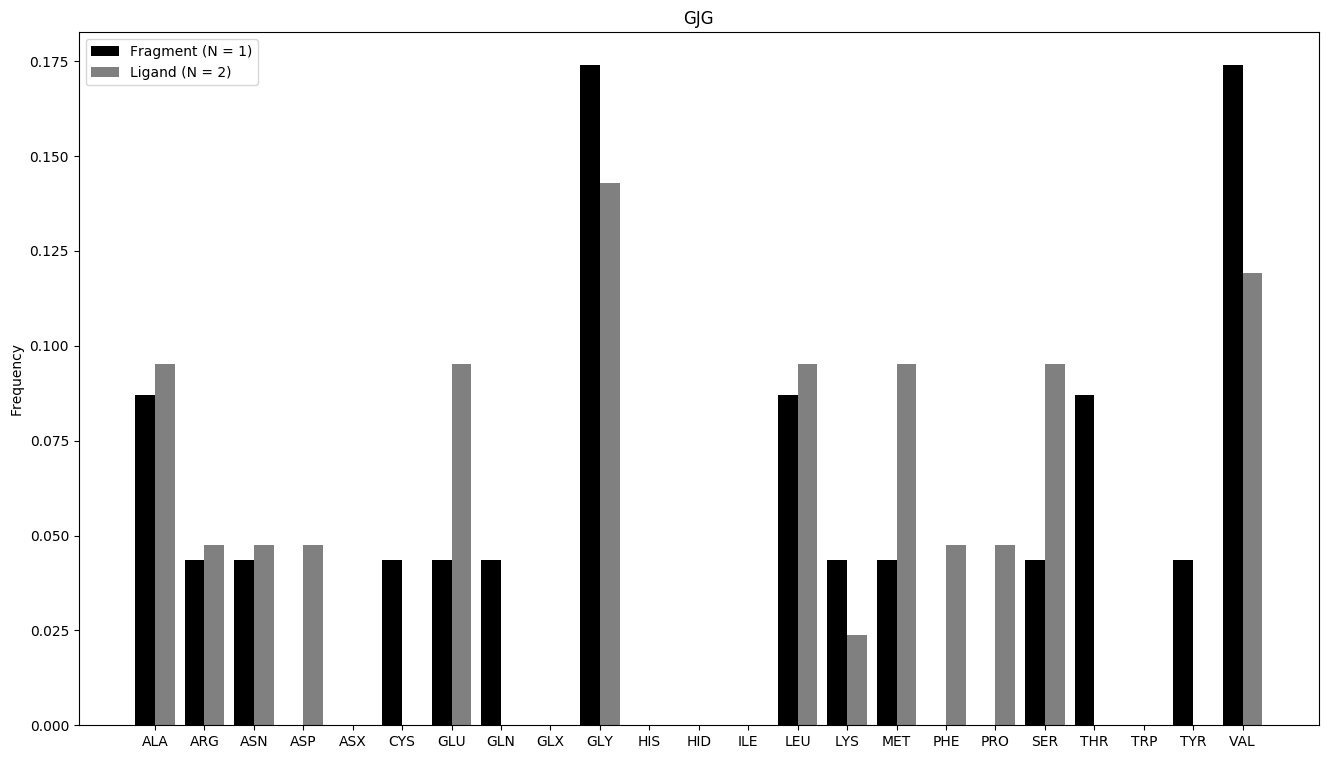 GJG
Fragment (N = 1)
Ligand (N = 2)
Frequency
0.175
0.150
0.125
0.100
0.075
0.050
0.025
0.000
ALA ARG ASN ASP ASX CYS GLU GLN GLX GLY HIS HID ILE LEU LYS MET PHE PRO SER THR TRP TYR VAL